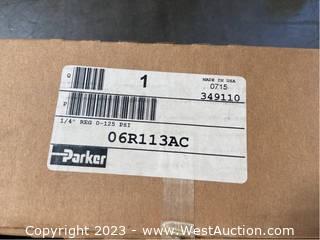 Q
1
MADE IN USA
0715
349110
P
1/4" REG 0-125 PSI
06R113AC
Parker
Copyright 2023 - www.WestAuction.com